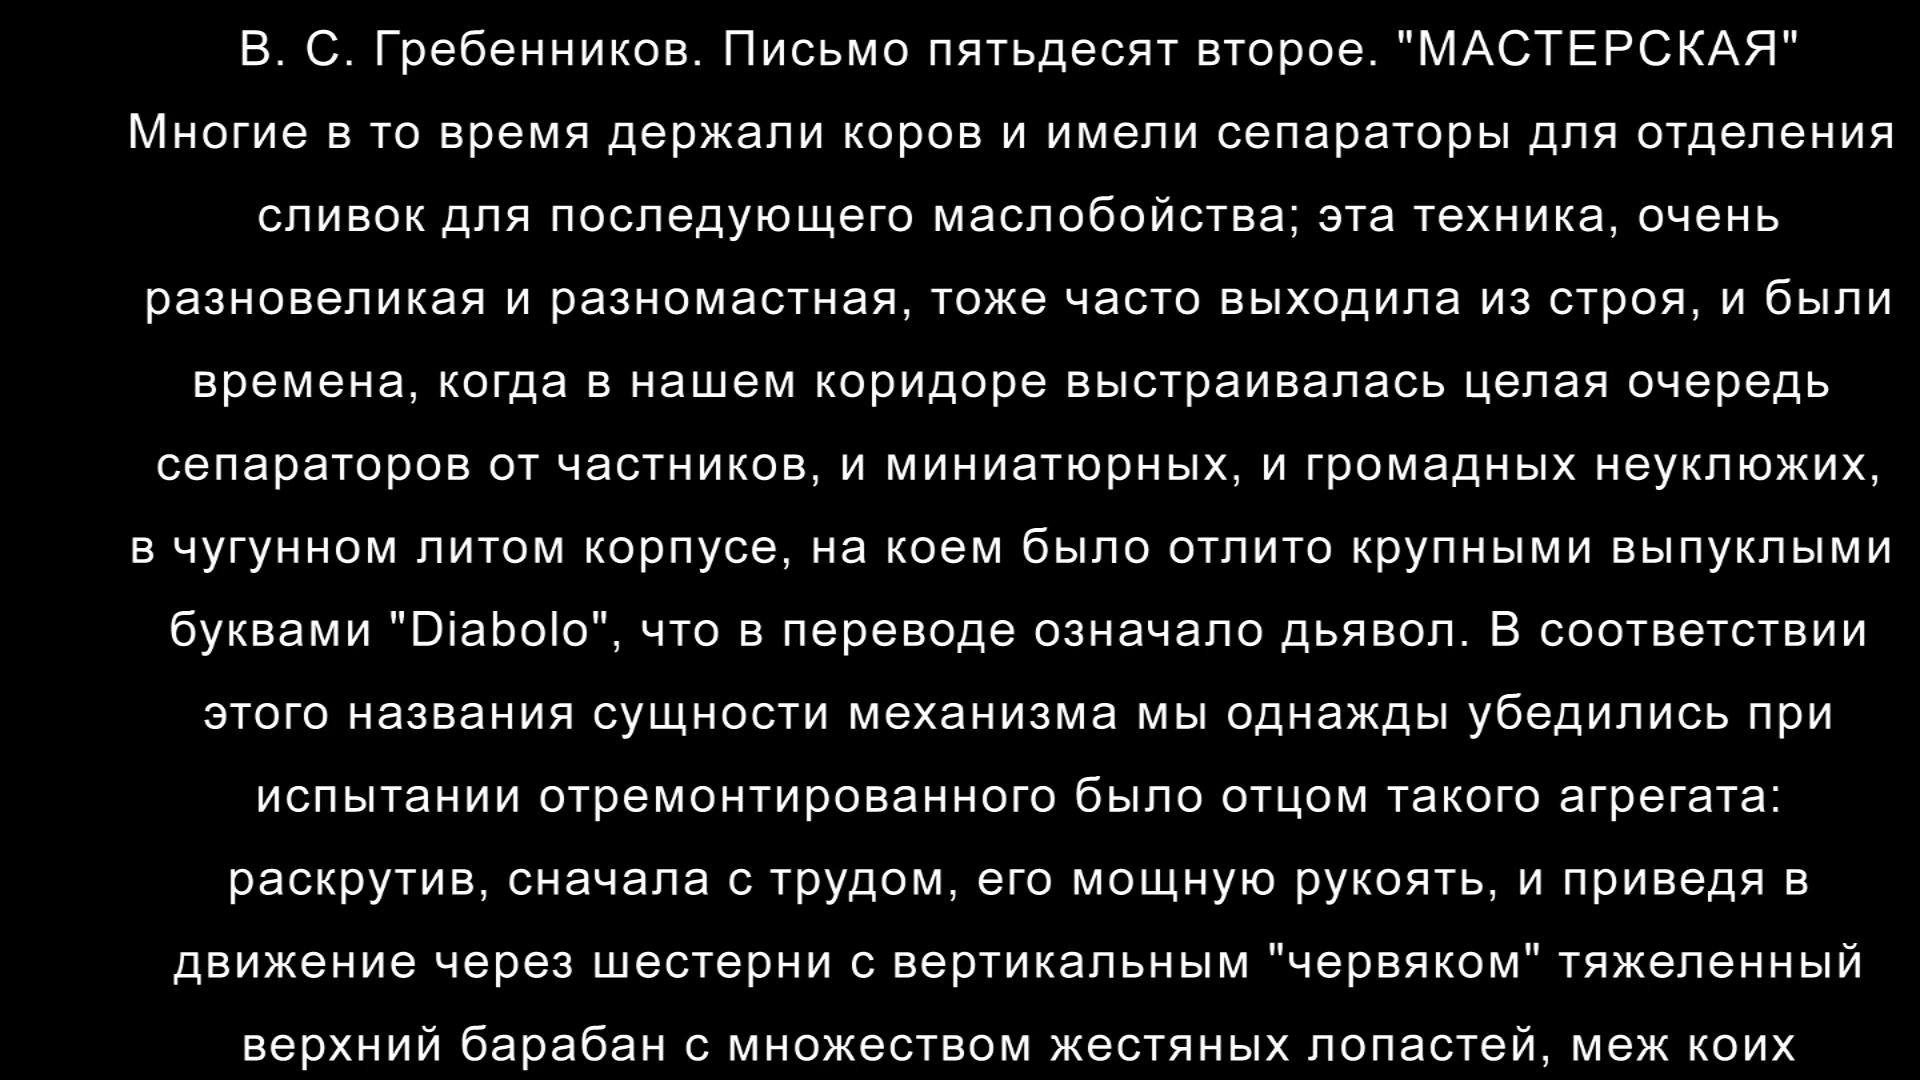 В. С. Гребенников. Письмо пятьдесят второе. "МАСТЕРСКАЯ"
Многие в то время держали коров и имели сепараторы для отделения
сливок для последующего маслобойства; эта техника, очень
разновеликая и разномастная, тоже часто выходила из строя, и были
времена, когда в нашем коридоре выстраивалась целая очередь
сепараторов от частников, и миниатюрных, и громадных неуклюжих,
в чугунном литом корпусе, на коем было отлито крупными выпуклыми
буквами "Diabolo", что в переводе означало дьявол. В соответствии
этого названия сущности механизма мы однажды убедились при
испытании отремонтированного было отцом такого агрегата:
раскрутив, сначала с трудом, его мощную рукоять, и приведя в
движение через шестерни с вертикальным "червяком" тяжеленный
верхний барабан с множеством жестяных лопастей, меж коих